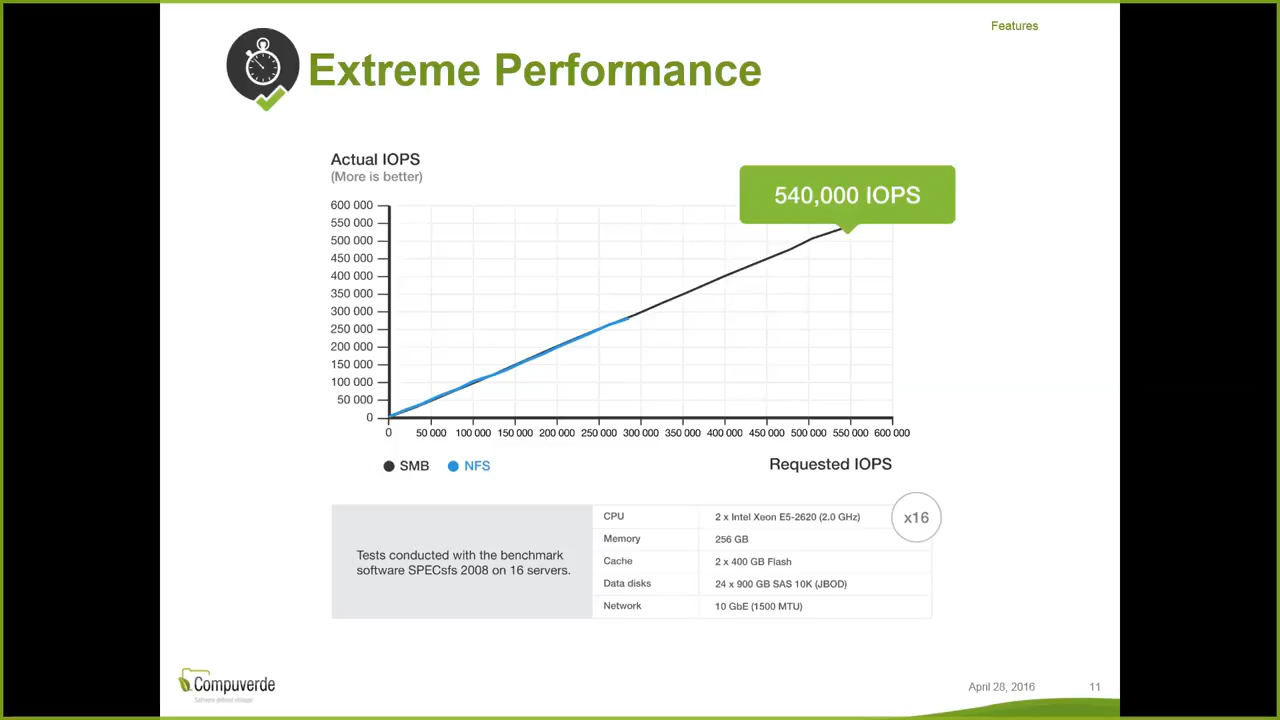 Features
Extreme Performance
Actual IOPS
(More is better)
540,000 IOPS
600 000
550 000
500 000
450 000
400 000
350 000
300 000
250 000
200 000
150 000
100 000
50 000
0
0 50 000 100 000 150 000 200 000 250 000 300 000 350 000 400 000 450 000 500 000 550 000 600 000
SMB NFS
Requested IOPS
Tests conducted with the benchmark
software SPECsfs 2008 on 16 servers.
CPU 2 x Intel Xeon E5-2620 (2.0 GHz)
x16
Memory 256 GB
Cache 2 x 400 GB Flash
Data disks 24 x 900 GB SAS 10K (JBOD)
Network 10 GbE (1500 MTU)
Compuverde
Software defined storage
April 28, 2016 11